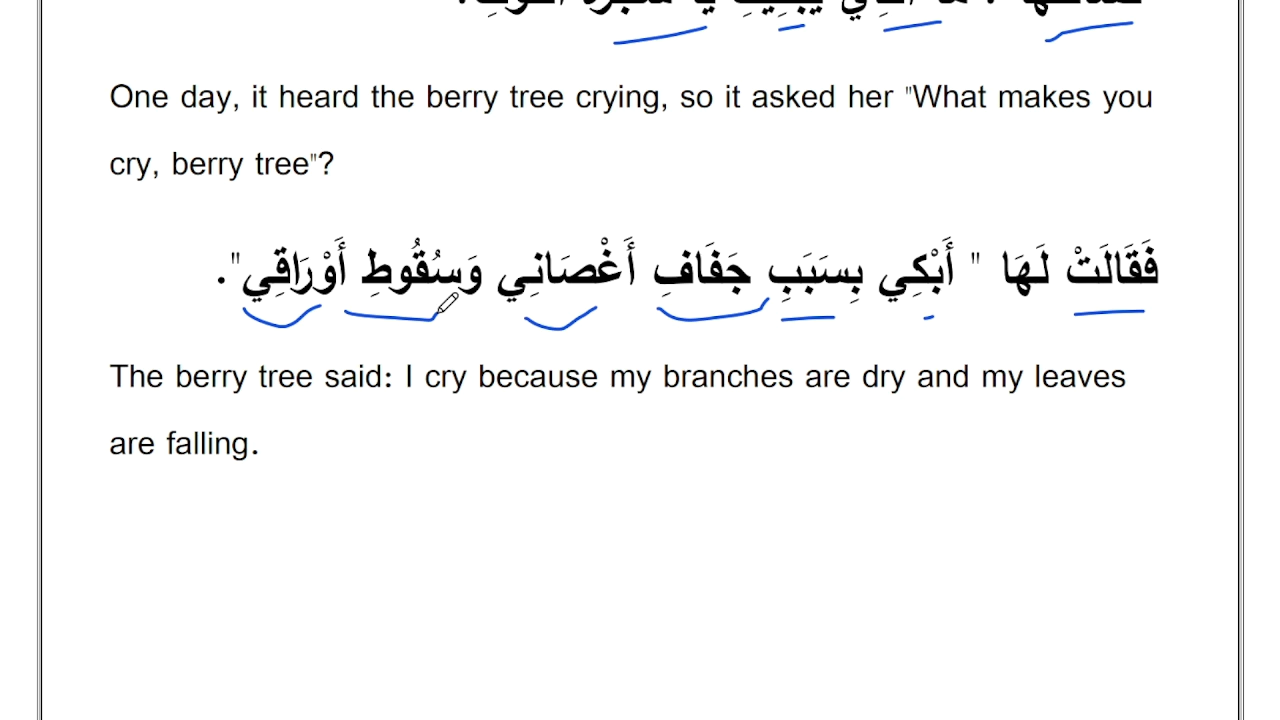 One day, it heard the berry tree crying, so it asked her "What makes you
cry, berry tree"?
فَقَالَتْ لَهَا " أَبْكِي بِسَبَبِ جَفَافِ أَغْصَانِي وَسُقُوطِ أَوْرَاقِي".
The berry tree said: I cry because my branches are dry and my leaves
are falling.